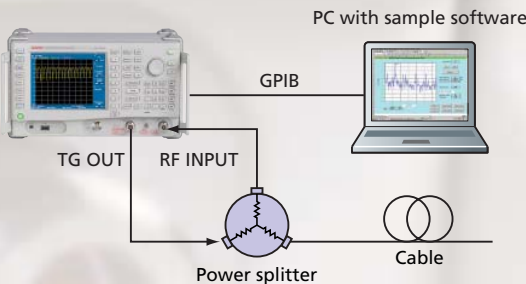 PC with sample software
GPIB
TG OUT
RF INPUT
Power splitter
Cable